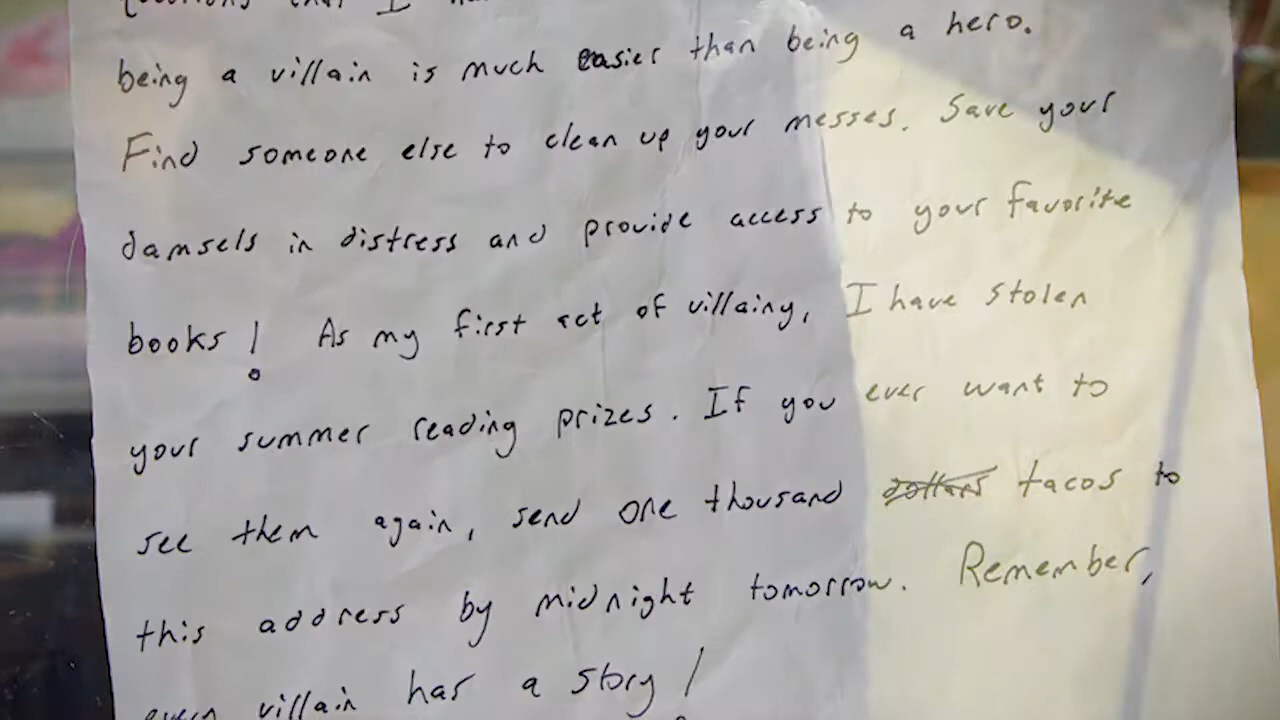 being a villain is much easier than being a hero.
Find someone else to clean up your messes. Save your
damsels in distress and provide access to your favorite
books! As my first act of villainy, I have stolen
your summer reading prizes. If you ever want to
see them again, send one thousand dollars tacos to
this address by midnight tomorrow. Remember,
every villain has a story!